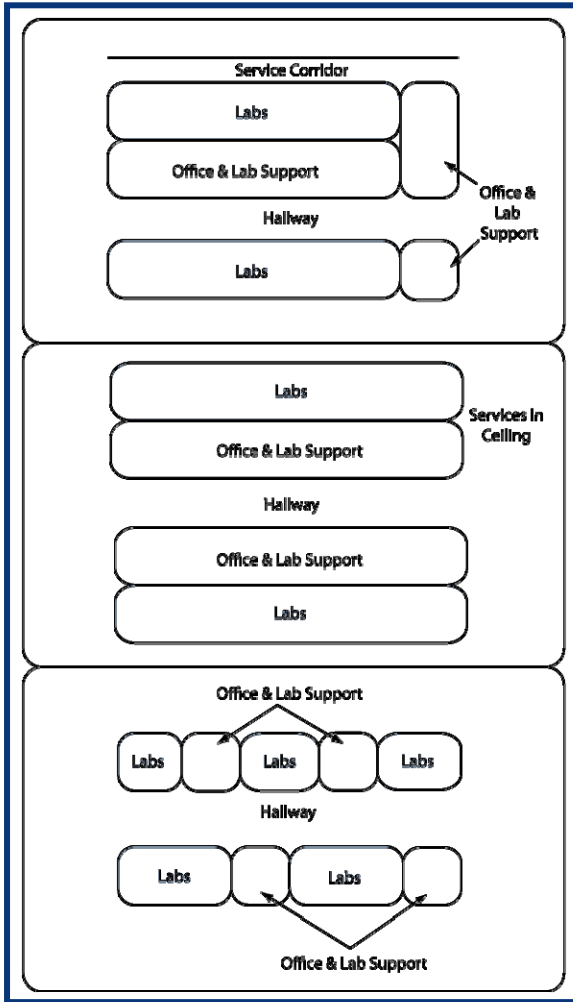 Service Corridor
Labs
Office & Lab Support
Office &
Lab
Support
Hallway
Labs
Labs
Services in
Ceiling
Office & Lab Support
Hallway
Office & Lab Support
Labs
Office & Lab Support
Labs
Labs
Labs
Hallway
Labs
Labs
Office & Lab Support